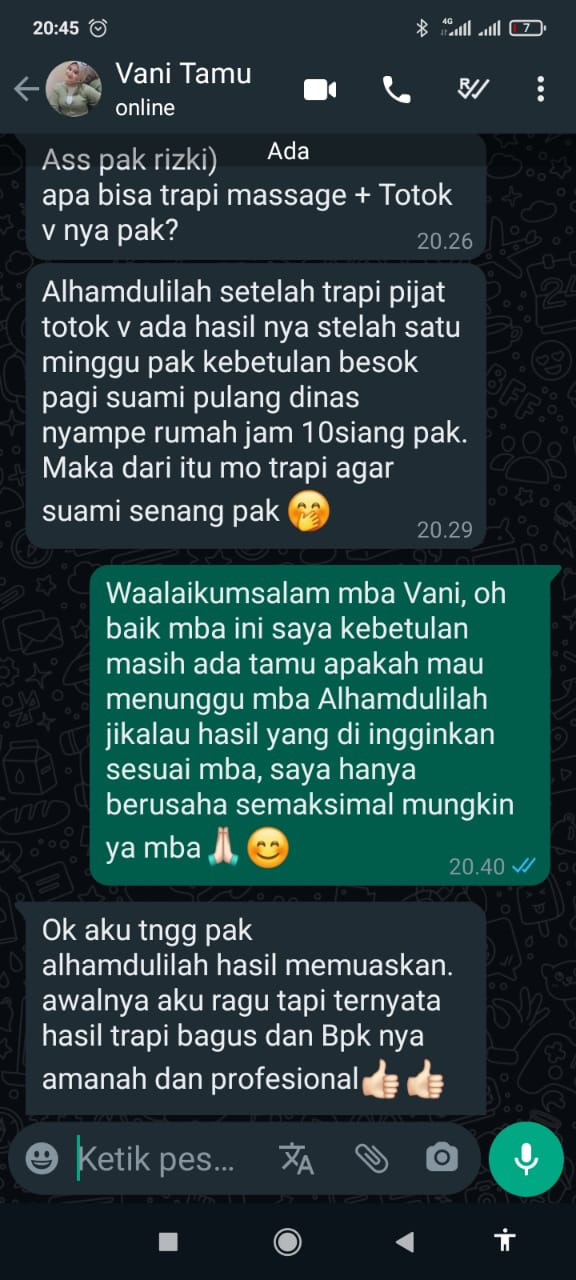 20:45
4G
7
Vani Tamu
online
Ada
Ass pak rizki)
apa bisa trapi massage + Totok
v nya pak?
20.26
Alhamdulilah setelah trapi pijat
totok v ada hasil nya stelah satu
minggu pak kebetulan besok
pagi suami pulang dinas
nyampe rumah jam 10siang pak.
Maka dari itu mo trapi agar
suami senang pak 🤭
20.29
Waalaikumsalam mba Vani, oh
baik mba ini saya kebetulan
masih ada tamu apakah mau
menunggu mba Alhamdulilah
jikalau hasil yang di ingginkan
sesuai mba, saya hanya
berusaha semaksimal mungkin
ya mba 🙏🏻 😊
20.40
Ok aku tngg pak
alhamdulilah hasil memuaskan.
awalnya aku ragu tapi ternyata
hasil trapi bagus dan Bpk nya
amanah dan profesional👍🏻👍🏻
Ketik pes...